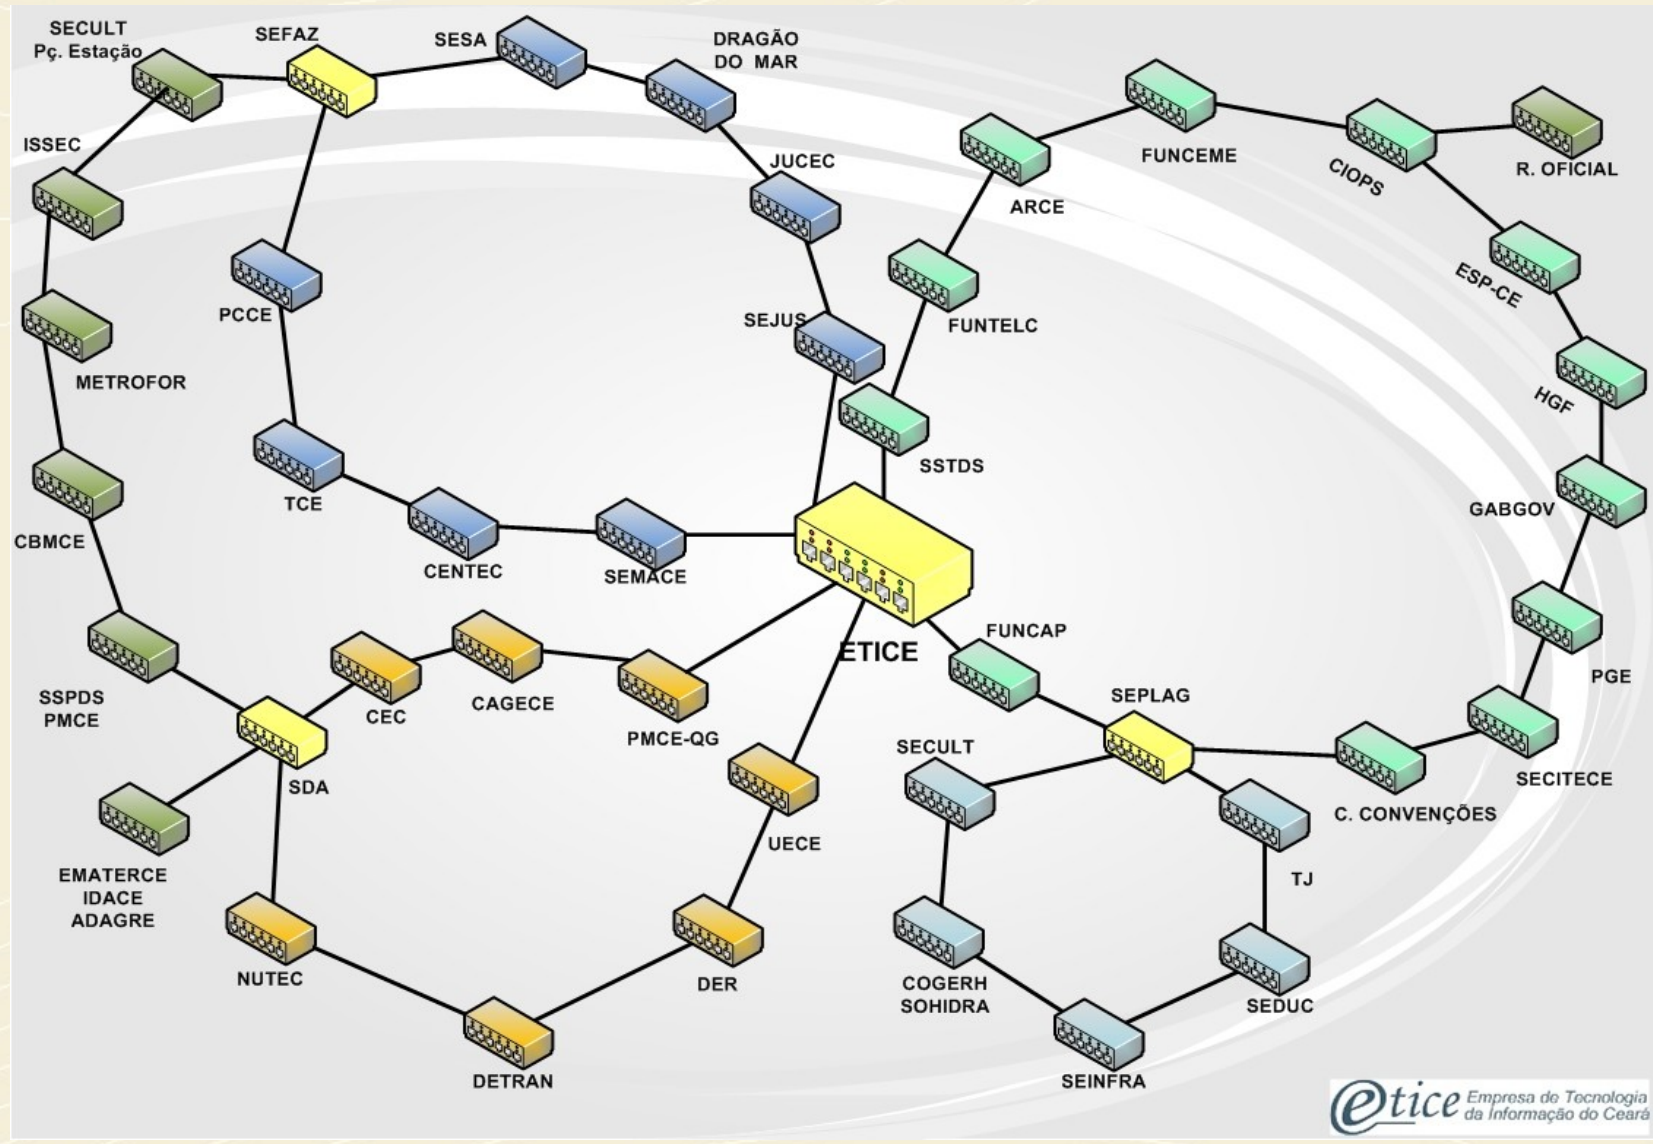 SECULT
Pç. Estação
SEFAZ
SESA
DRAGÃO
DO MAR
ISSEC
JUCEC
FUNCEME
CIOPS
R. OFICIAL
ARCE
ESP-CE
PCCE
SEJUS
FUNTELC
METROFOR
HGF
SSTDS
TCE
GABGOV
CBMCE
CENTEC
SEMACE
ETICE
FUNCAP
PGE
SSPDS
PMCE
CEC
CAGECE
PMCE-QG
SEPLAG
SECULT
SDA
SECITECE
C. CONVENÇÕES
UECE
EMATERCE
IDACE
ADAGRE
TJ
NUTEC
DER
COGERH
SOHIDRA
SEDUC
DETRAN
SEINFRA
etice Empresa de Tecnologia
da Informação do Ceará